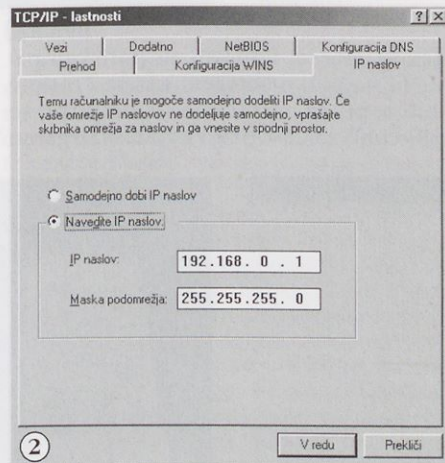 TCP/IP - lastnosti
Vezi Dodatno NetBIOS Konfiguracija DNS
Prehod Konfiguracija WINS IP naslov
Temu računalniku je mogoče samodejno dodeliti IP naslov. Če
vaše omrežje IP naslovov ne dodeljuje samodejno, vprašajte
skrbnika omrežja za naslov in ga vnesite v spodnji prostor.
Samodejno dobi IP naslov
Navedite IP naslov:
IP naslov: 192.168. 0 . 1
Maska podomrežja: 255.255.255. 0
2
V redu Prekliči